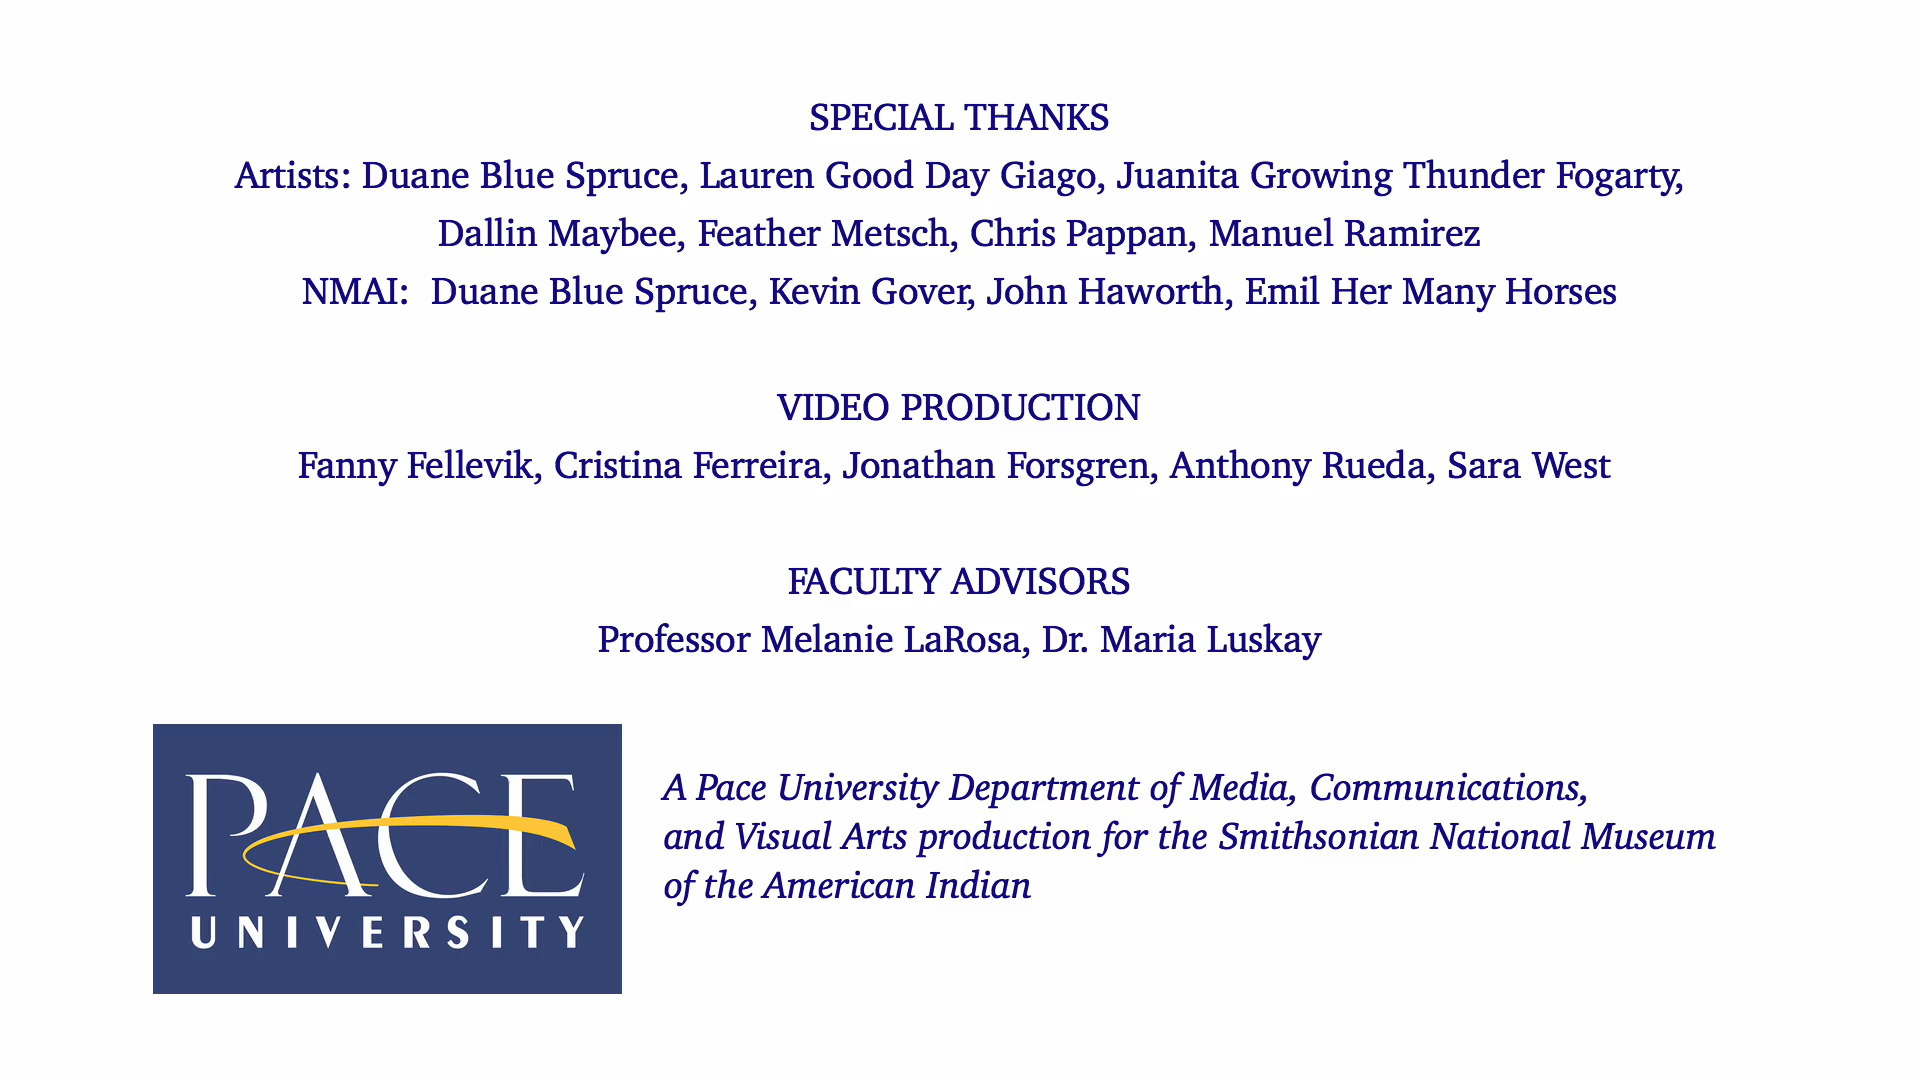 SPECIAL THANKS
Artists: Duane Blue Spruce, Lauren Good Day Giago, Juanita Growing Thunder Fogarty,
Dallin Maybee, Feather Metsch, Chris Pappan, Manuel Ramirez
NMAI:  Duane Blue Spruce, Kevin Gover, John Haworth, Emil Her Many Horses
VIDEO PRODUCTION
Fanny Fellevik, Cristina Ferreira, Jonathan Forsgren, Anthony Rueda, Sara West
FACULTY ADVISORS
Professor Melanie LaRosa, Dr. Maria Luskay
PACE
UNIVERSITY
A Pace University Department of Media, Communications,
and Visual Arts production for the Smithsonian National Museum
of the American Indian